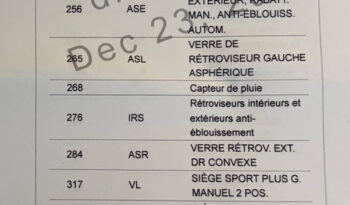 EXTÉRIEUR, RABATT.
256 ASE MAN., ANTI-ÉBLOUISS.
AUTOM.
Dec 23,
VERRE DE
265 ASL RÉTROVISEUR GAUCHE
ASPHÉRIQUE
268 Capteur de pluie
Rétroviseurs intérieurs et
276 IRS extérieurs anti-
éblouissement
284 ASR VERRE RÉTROV. EXT.
DR CONVEXE
317 VL SIÈGE SPORT PLUS G.
MANUEL 2 POS.